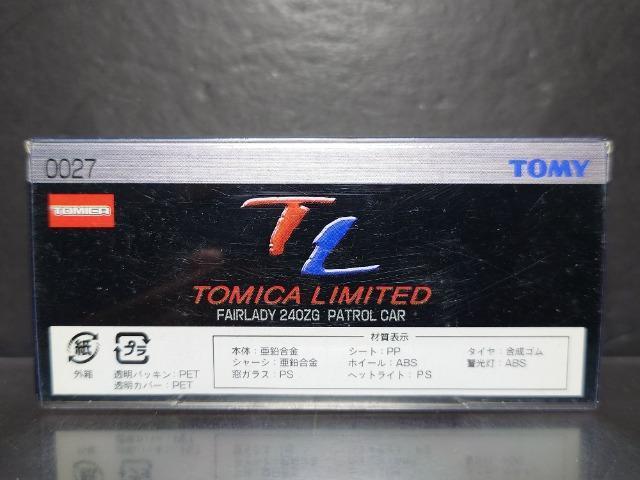 0027 TOMY
TOMICA
TL
TOMICA LIMITED
FAIRLADY 240ZG PATROL CAR
材質表示
紙 プラ
外箱 透明パッキン:PET
透明カバー:PET
本体:亜鉛合金 シート:PP タイヤ:合成ゴム
シャーシ:亜鉛合金 ホイール:ABS 警光灯:ABS
窓ガラス:PS ヘッドライト:PS